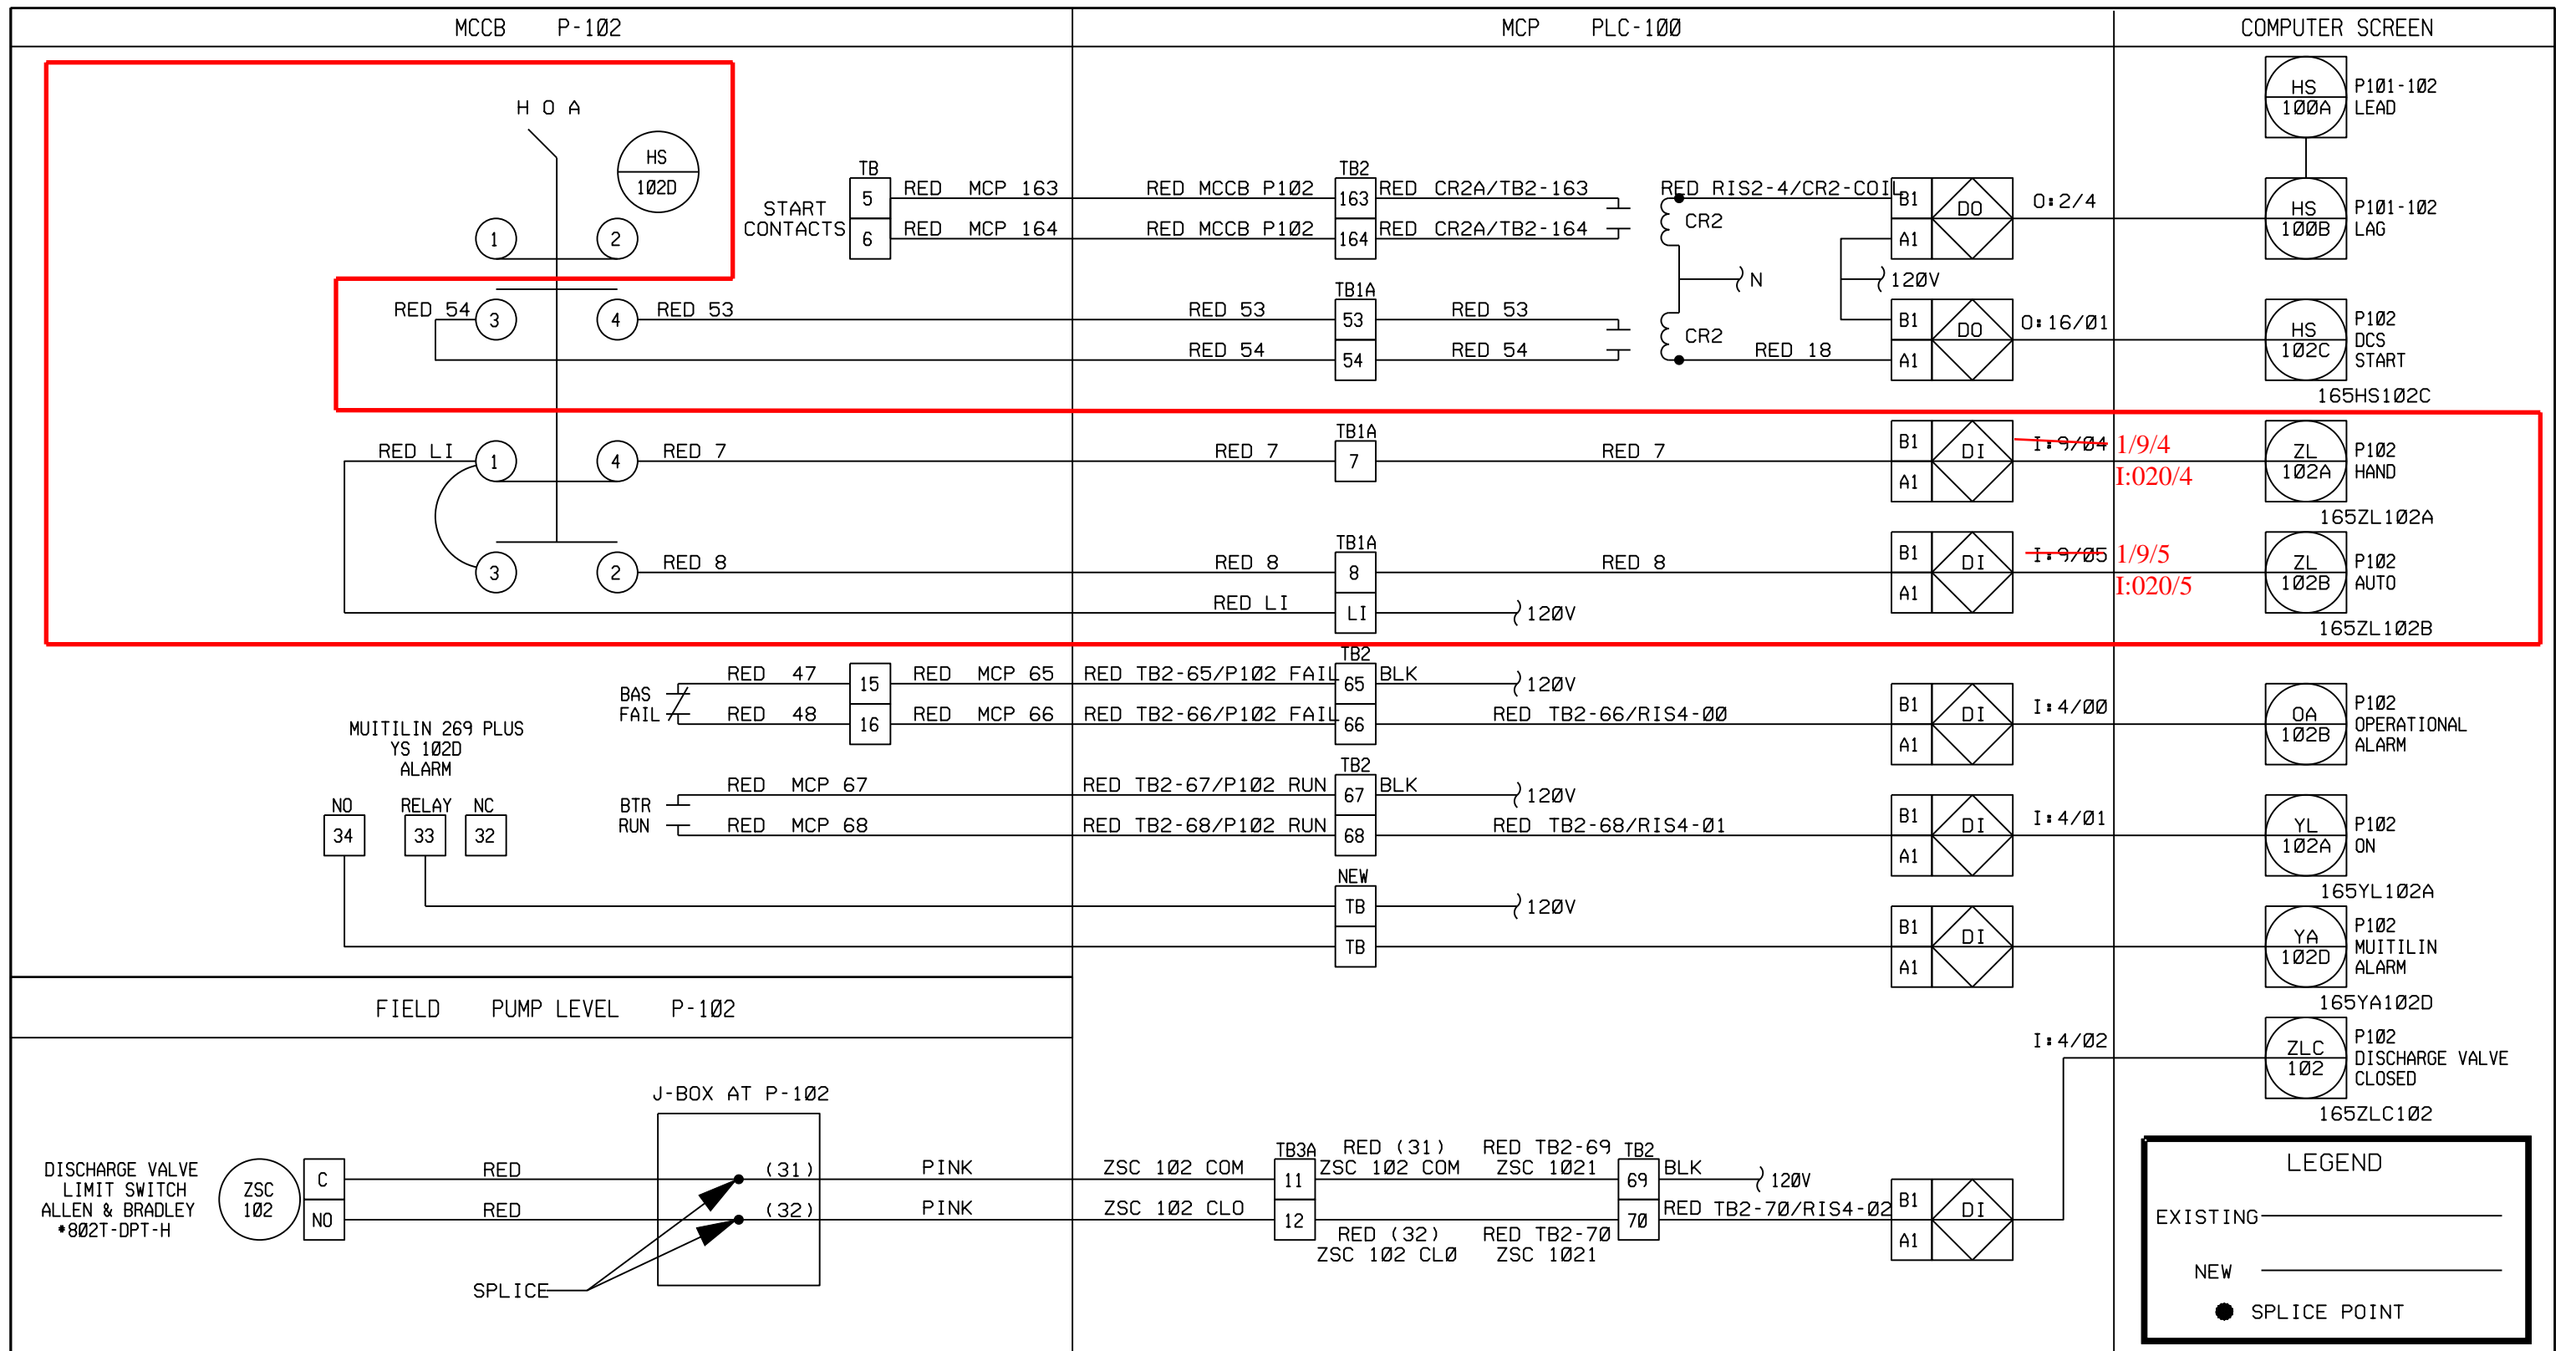 MCCB P-102
MCP PLC-100
COMPUTER SCREEN
H O A
HS
102D
1
2
START
CONTACTS
TB
5
6
RED MCP 163
RED MCP 164
RED MCCB P102
RED MCCB P102
TB2
163
164
RED CR2A/TB2-163
RED CR2A/TB2-164
RED RIS2-4/CR2-COIL
CR2
B1
A1
DO
O:2/4
HS
100A
P101-102
LEAD
HS
100B
P101-102
LAG
N
120V
RED 54
3
4
RED 53
RED 53
RED 54
TB1A
53
54
RED 53
RED 54
CR2
RED 18
B1
A1
DO
O:16/01
HS
102C
P102
DCS
START
165HS102C
RED LI
1
4
RED 7
RED 7
TB1A
7
RED 7
B1
A1
DI
I:9/04
1/9/4
I:020/4
ZL
102A
P102
HAND
165ZL102A
3
2
RED 8
RED 8
RED LI
TB1A
8
LI
RED 8
120V
B1
A1
DI
I:9/05
1/9/5
I:020/5
ZL
102B
P102
AUTO
165ZL102B
BAS
FAIL
RED 47
RED 48
15
16
RED MCP 65
RED MCP 66
RED TB2-65/P102 FAIL
RED TB2-66/P102 FAIL
TB2
65
66
BLK
120V
RED TB2-66/RIS4-00
B1
A1
DI
I:4/00
OA
102B
P102
OPERATIONAL
ALARM
MUITILIN 269 PLUS
YS 102D
ALARM
NO
34
RELAY
33
NC
32
BTR
RUN
RED MCP 67
RED MCP 68
RED TB2-67/P102 RUN
RED TB2-68/P102 RUN
TB2
67
68
BLK
120V
RED TB2-68/RIS4-01
B1
A1
DI
I:4/01
YL
102A
P102
ON
165YL102A
NEW
TB
TB
120V
B1
A1
DI
YA
102D
P102
MUITILIN
ALARM
165YA102D
FIELD PUMP LEVEL P-102
I:4/02
ZLC
102
P102
DISCHARGE VALVE
CLOSED
165ZLC102
J-BOX AT P-102
DISCHARGE VALVE
LIMIT SWITCH
ALLEN & BRADLEY
*802T-DPT-H
ZSC
102
C
NO
RED
RED
(31)
(32)
SPLICE
PINK
PINK
ZSC 102 COM
ZSC 102 CLO
TB3A
11
12
RED (31)
ZSC 102 COM
RED (32)
ZSC 102 CLO
RED TB2-69
ZSC 1021
RED TB2-70
ZSC 1021
TB2
69
70
BLK
120V
RED TB2-70/RIS4-02
B1
A1
DI
LEGEND
EXISTING
NEW
SPLICE POINT